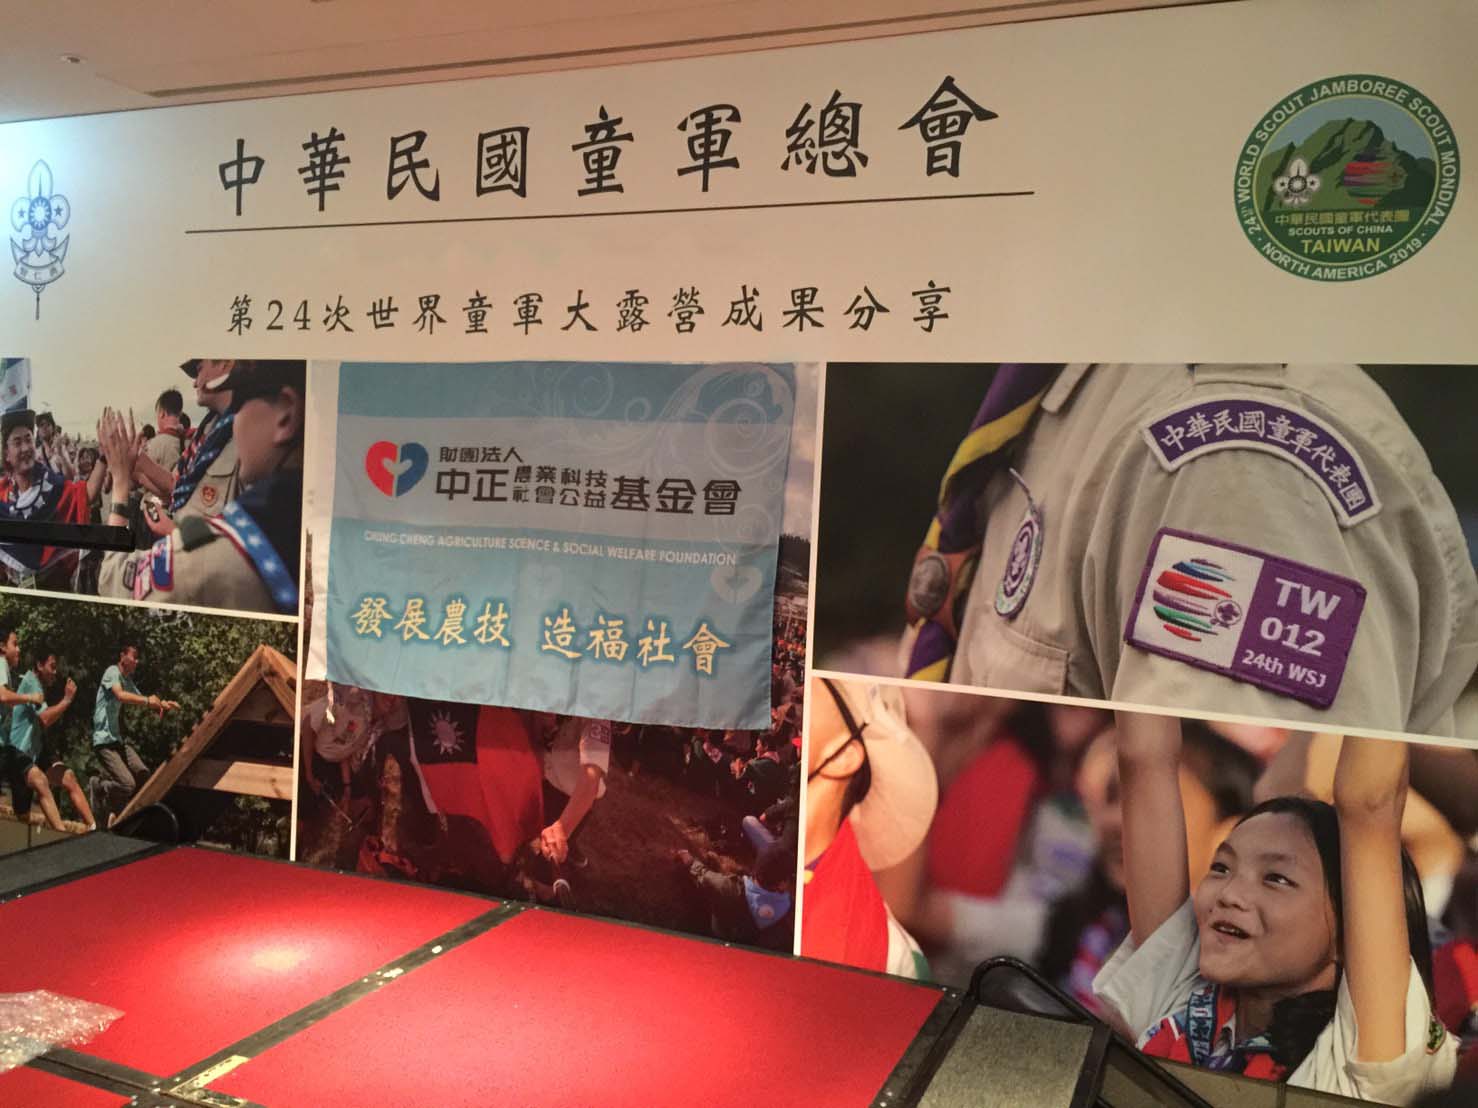 中華民國童軍總會
第24次世界童軍大露營成果分享
智仁勇
24TH WORLD SCOUT JAMBOREE SCOUT MONDIAL
中華民國童軍代表團
SCOUTS OF CHINA
TAIWAN
NORTH AMERICA 2019
財團法人
中正農業科技社會公益基金會
CHUNG CHENG AGRICULTURE SCIENCE & SOCIAL WELFARE FOUNDATION
發展農技 造福社會
中華民國童軍代表團
TW
012
24th WSJ